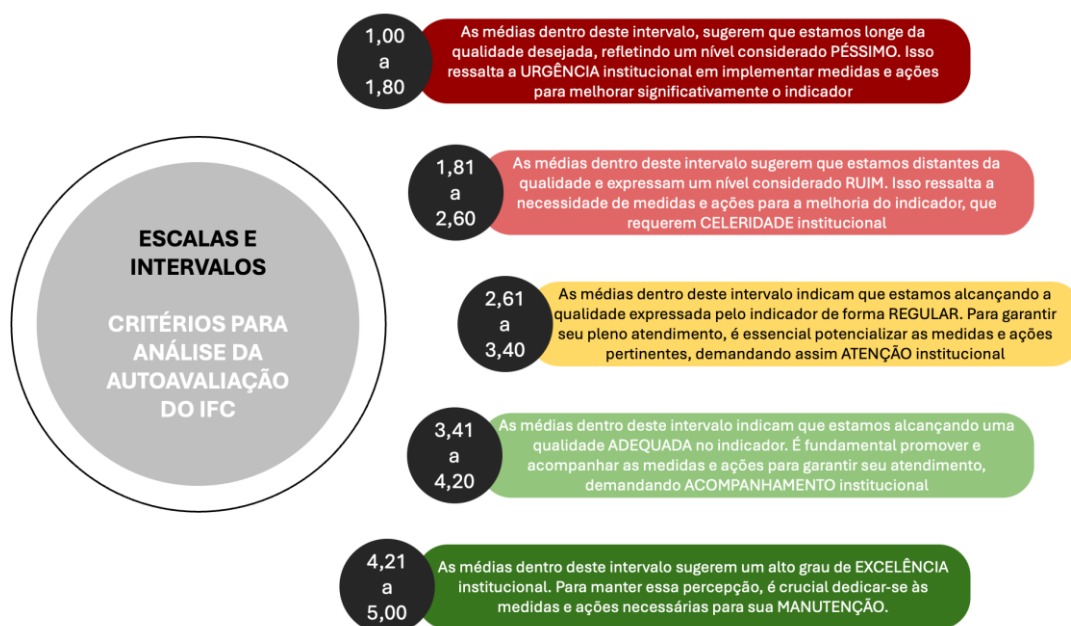 ESCALAS E
INTERVALOS
CRITÉRIOS PARA
ANÁLISE DA
AUTOAVALIAÇÃO
DO IFC
1,00
a
1,80
As médias dentro deste intervalo, sugerem que estamos longe da
qualidade desejada, refletindo um nível considerado PÉSSIMO. Isso
ressalta a URGÊNCIA institucional em implementar medidas e ações
para melhorar significativamente o indicador
1,81
a
2,60
As médias dentro deste intervalo sugerem que estamos distantes da
qualidade e expressam um nível considerado RUIM. Isso ressalta a
necessidade de medidas e ações para a melhoria do indicador, que
requerem CELERIDADE institucional
2,61
a
3,40
As médias dentro deste intervalo indicam que estamos alcançando a
qualidade expressada pelo indicador de forma REGULAR. Para garantir
seu pleno atendimento, é essencial potencializar as medidas e ações
pertinentes, demandando assim ATENÇÃO institucional
3,41
a
4,20
As médias dentro deste intervalo indicam que estamos alcançando uma
qualidade ADEQUADA no indicador. É fundamental promover e
acompanhar as medidas e ações para garantir seu atendimento,
demandando ACOMPANHAMENTO institucional
4,21
a
5,00
As médias dentro deste intervalo sugerem um alto grau de EXCELÊNCIA
institucional. Para manter essa percepção, é crucial dedicar-se às
medidas e ações necessárias para sua MANUTENÇÃO.